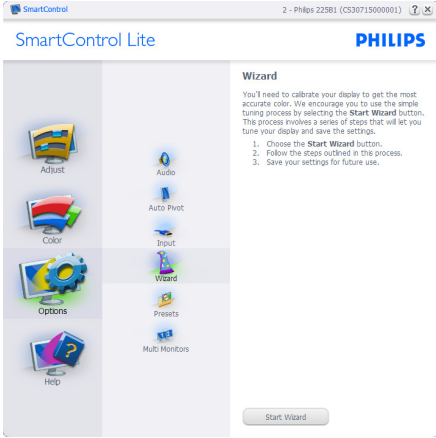 SmartControl
2 - Philips 225B1 (CS30715000001)
?
X
SmartControl Lite
PHILIPS
Adjust
Color
Options
Help
Audio
Auto Pivot
Input
Wizard
Presets
Multi Monitors
Wizard
You'll need to calibrate your display to get the most
accurate color. We encourage you to use the simple
tuning process by selecting the Start Wizard button.
This process involves a series of steps that will let you
tune your display and save the settings.
1. Choose the Start Wizard button.
2. Follow the steps outlined in this process.
3. Save your settings for future use.
Start Wizard